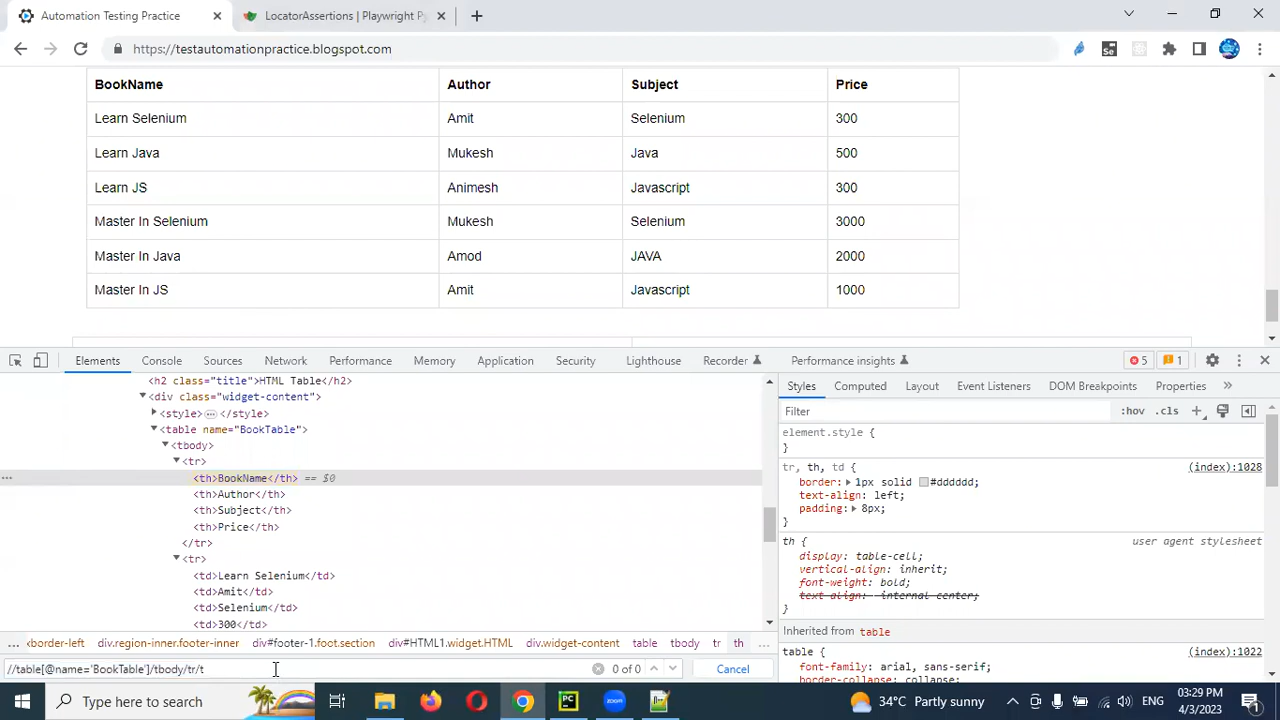 Automation Testing Practice
LocatorAssertions | Playwright Py
https://testautomationpractice.blogspot.com
BookName Author Subject Price
Learn Selenium Amit Selenium 300
Learn Java Mukesh Java 500
Learn JS Animesh Javascript 300
Master In Selenium Mukesh Selenium 3000
Master In Java Amod JAVA 2000
Master In JS Amit Javascript 1000
Elements Console Sources Network Performance Memory Application Security Lighthouse Recorder Performance insights 5 1
<h2 class="title">HTML Table</h2>
<div class="widget-content">
<style>…</style>
<table name="BookTable">
<tbody>
<tr>
<th>BookName</th> == $0
<th>Author</th>
<th>Subject</th>
<th>Price</th>
</tr>
<tr>
<td>Learn Selenium</td>
<td>Amit</td>
<td>Selenium</td>
<td>300</td>
… border-left div.region-inner.footer-inner div#footer-1.foot.section div#HTML1.widget.HTML div.widget-content table tbody tr th
//table[@name='BookTable']/tbody/tr/t 0 of 0 Cancel
Styles Computed Layout Event Listeners DOM Breakpoints Properties »
Filter :hov .cls +
element.style {
}
tr, th, td { (index):1028
border: 1px solid #dddddd;
text-align: left;
padding: 8px;
}
th { user agent stylesheet
display: table-cell;
vertical-align: inherit;
font-weight: bold;
text-align: -internal-center;
}
Inherited from table
table { (index):1022
font-family: arial, sans-serif;
border-collapse: collapse;
Type here to search
34°C Partly sunny
ENG
03:29 PM
4/3/2023
1